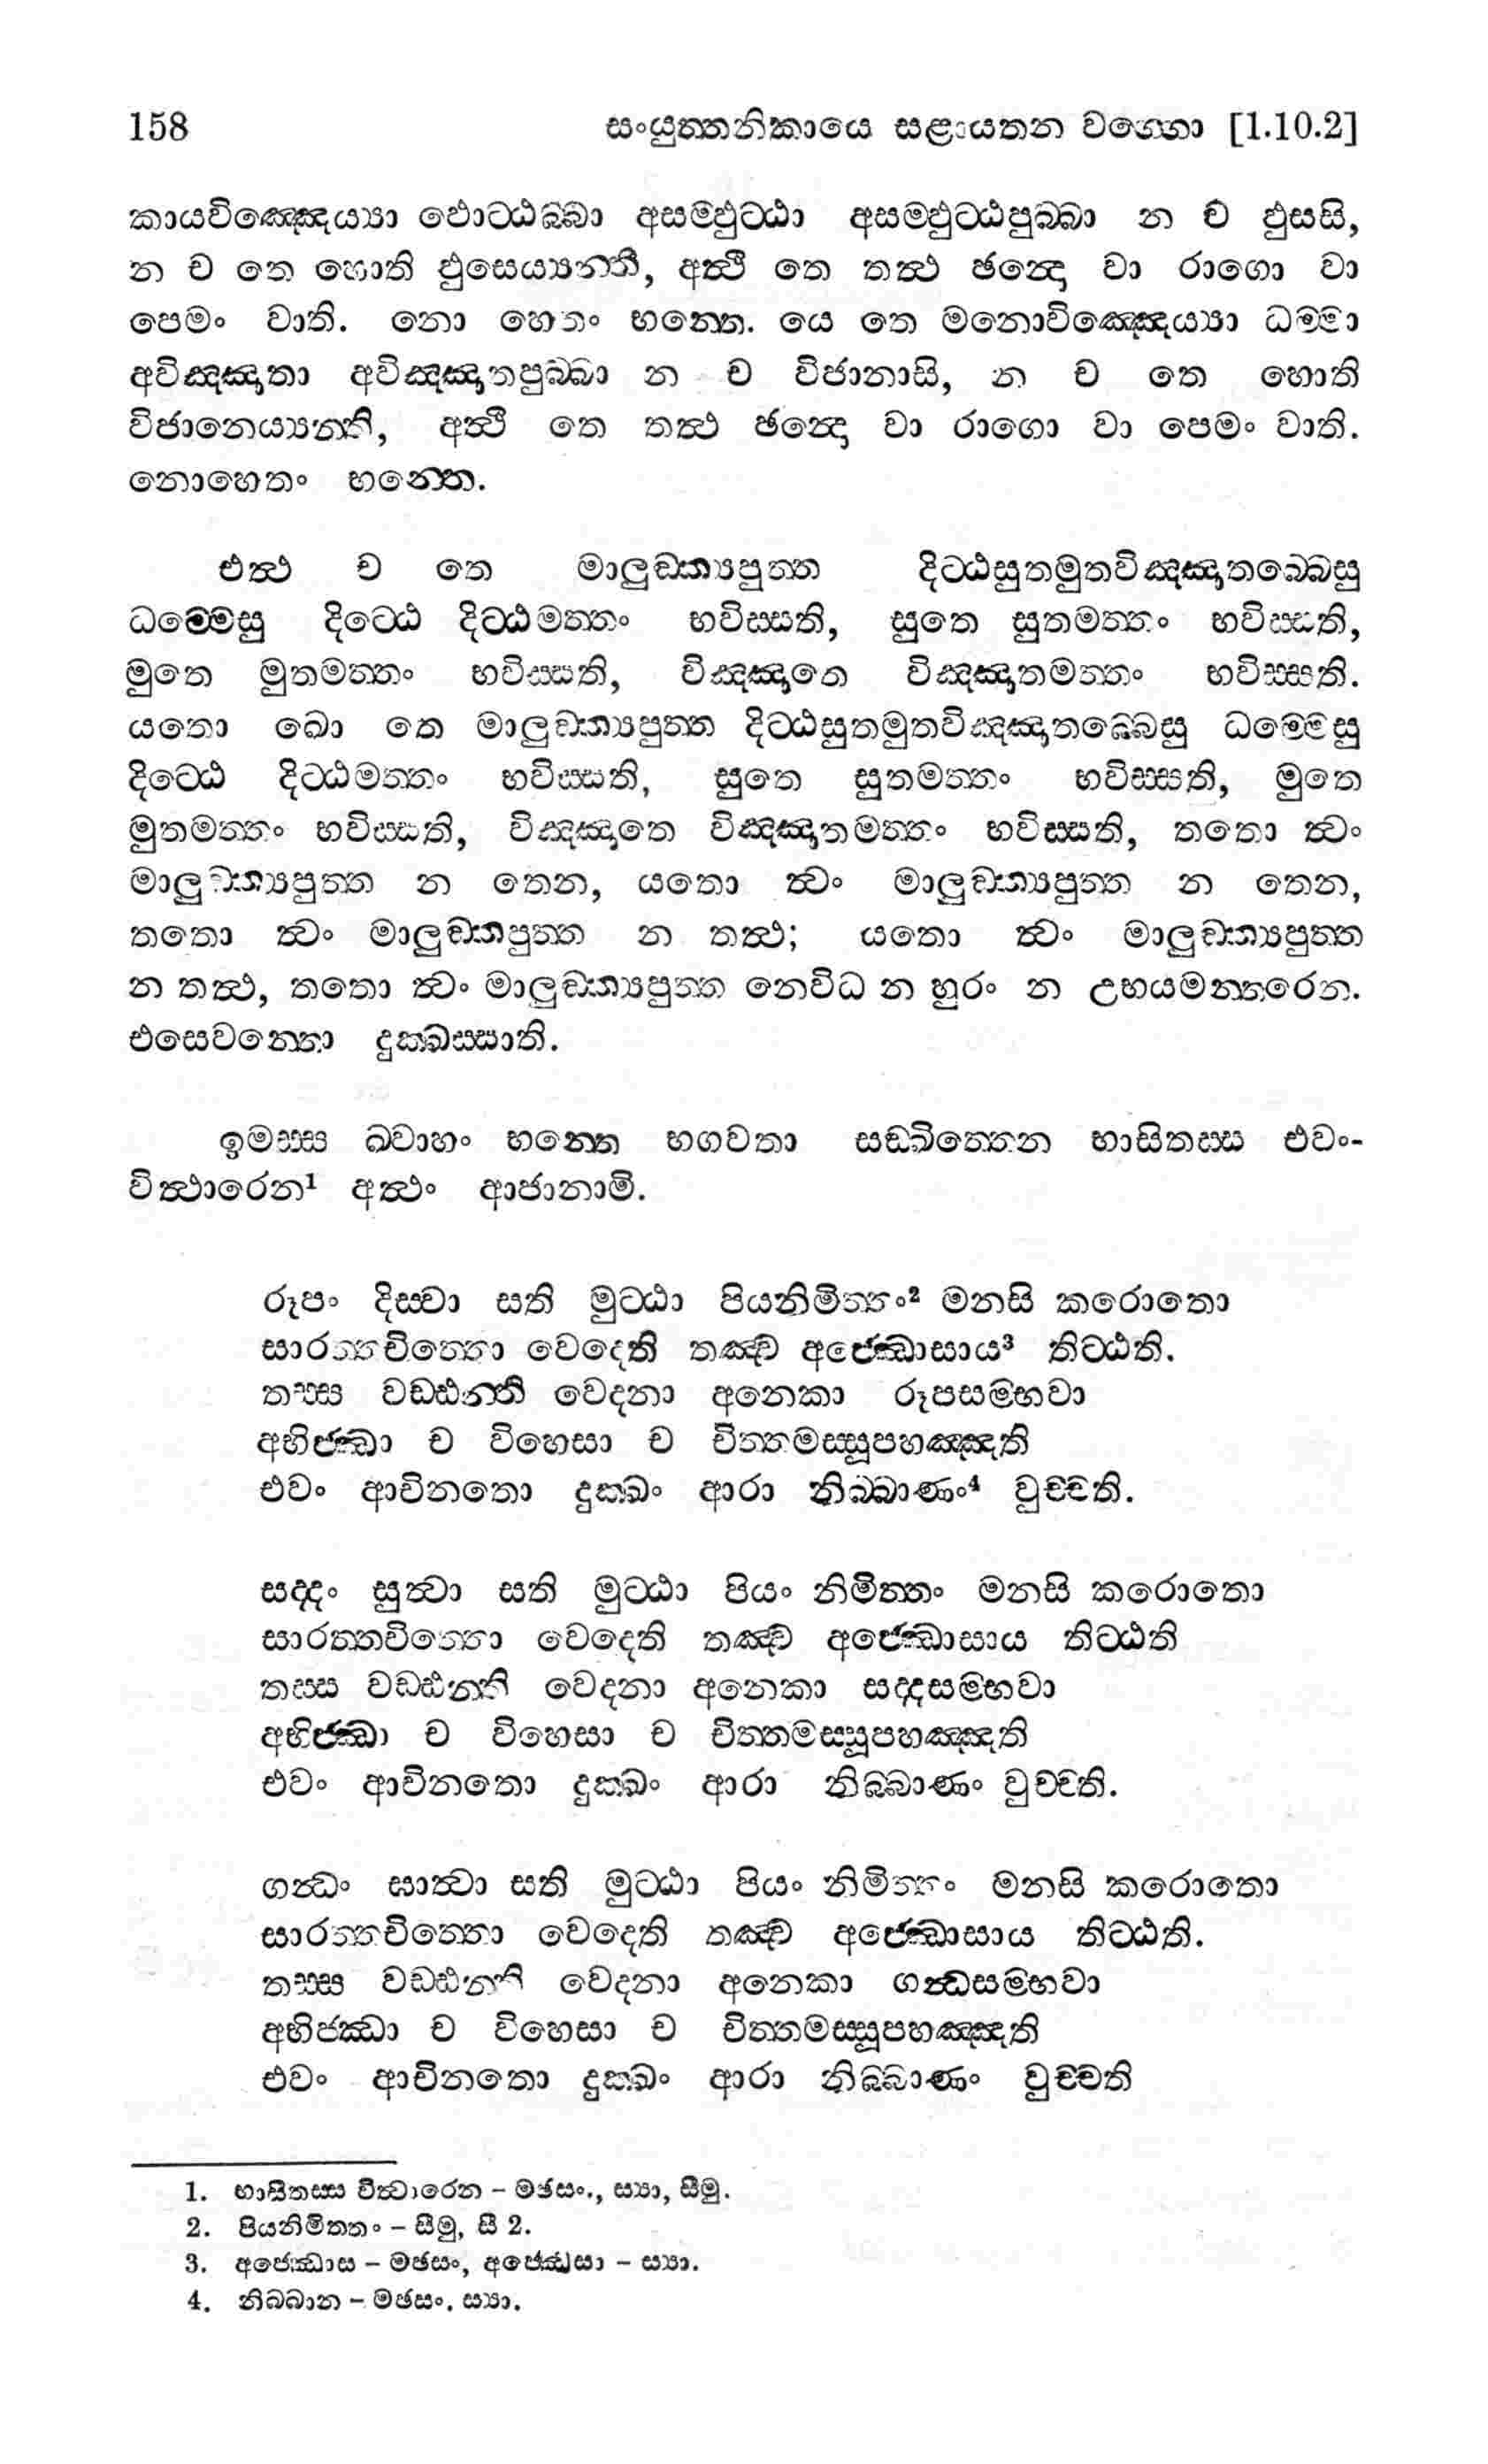 158 සංයුත්තනිකායෙ සළායතන වග්ගො [1.10.2]
කායවිඤ්ඤෙය්‍යා ඵොට්ඨබ්බා අසම්ඵුට්ඨා අසම්ඵුට්ඨපුබ්බා න ච ඵුසසි,
න ච තෙ හොති ඵුසෙය්‍යන්ති, අත්ථි තෙ තත්ථ ඡන්දො වා රාගො වා
පෙමං වාති. නො හෙතං භන්තෙ. යෙ තෙ මනොවිඤ්ඤෙය්‍යා ධම්මා
අවිඤ්ඤාතා අවිඤ්ඤාතපුබ්බා න ච විජානාසි, න ච තෙ හොති
විජානෙය්‍යන්ති, අත්ථි තෙ තත්ථ ඡන්දො වා රාගො වා පෙමං වාති.
නොහෙතං භන්තෙ.
එත්ථ ච තෙ මාලුඞ්ක්‍යපුත්ත දිට්ඨසුතමුතවිඤ්ඤාතබ්බෙසු
ධම්මෙසු දිට්ඨෙ දිට්ඨමත්තං භවිස්සති, සුතෙ සුතමත්තං භවිස්සති,
මුතෙ මුතමත්තං භවිස්සති, විඤ්ඤාතෙ විඤ්ඤාතමත්තං භවිස්සති.
යතො ඛො තෙ මාලුඞ්ක්‍යපුත්ත දිට්ඨසුතමුතවිඤ්ඤාතබ්බෙසු ධම්මෙසු
දිට්ඨෙ දිට්ඨමත්තං භවිස්සති, සුතෙ සුතමත්තං භවිස්සති, මුතෙ
මුතමත්තං භවිස්සති, විඤ්ඤාතෙ විඤ්ඤාතමත්තං භවිස්සති, තතො ත්වං
මාලුඞ්ක්‍යපුත්ත න තෙන, යතො ත්වං මාලුඞ්ක්‍යපුත්ත න තෙන,
තතො ත්වං මාලුඞ්කපුත්ත න තත්ථ; යතො ත්වං මාලුඞ්ක්‍යපුත්ත
න තත්ථ, තතො ත්වං මාලුඞ්ක්‍යපුත්ත නෙවිධ න හුරං න උභයමන්තරෙන.
එසෙවන්තො දුක්ඛස්සාති.
ඉමස්ස ඛ්වාහං භන්තෙ භගවතා සඞ්ඛිත්තෙන භාසිතස්ස එවං-
විත්ථාරෙන¹ අත්ථං ආජානාමි.
රූපං දිස්වා සති මුට්ඨා පියනිමිත්තං² මනසි කරොතො
සාරත්තචිත්තො වෙදෙති තඤ්ච අජ්ඣොසාය³ තිට්ඨති.
තස්ස වඩ්ඪන්ති වෙදනා අනෙකා රූපසම්භවා
අභිජ්ඣා ච විහෙසා ච චිත්තමස්සූපහඤ්ඤති
එවං ආචිනතො දුක්ඛං ආරා නිබ්බාණං⁴ වුච්චති.
සද්දං සුත්වා සති මුට්ඨා පියං නිමිත්තං මනසි කරොතො
සාරත්තචිත්තො වෙදෙති තඤ්ච අජ්ඣොසාය තිට්ඨති
තස්ස වඩ්ඪන්ති වෙදනා අනෙකා සද්දසම්භවා
අභිජ්ඣා ච විහෙසා ච චිත්තමස්සූපහඤ්ඤති
එවං ආචිනතො දුක්ඛං ආරා නිබ්බාණං වුච්චති.
ගන්ධං ඝාත්වා සති මුට්ඨා පියං නිමිත්තං මනසි කරොතො
සාරත්තචිත්තො වෙදෙති තඤ්ච අජ්ඣොසාය තිට්ඨති.
තස්ස වඩ්ඪන්ති වෙදනා අනෙකා ගන්ධසම්භවා
අභිජ්ඣා ච විහෙසා ච චිත්තමස්සූපහඤ්ඤති
එවං ආචිනතො දුක්ඛං ආරා නිබ්බාණං වුච්චති
1. භාසිතස්ස විත්ථාරෙන – මඡසං., ස්‍යා, සීමු.
2. පියනිමිතතං – සීමු, සී 2.
3. අජ්ඣොස – මඡසං, අජ්ඣොසා – ස්‍යා.
4. නිබ්බාන – මඡසං. ස්‍යා.